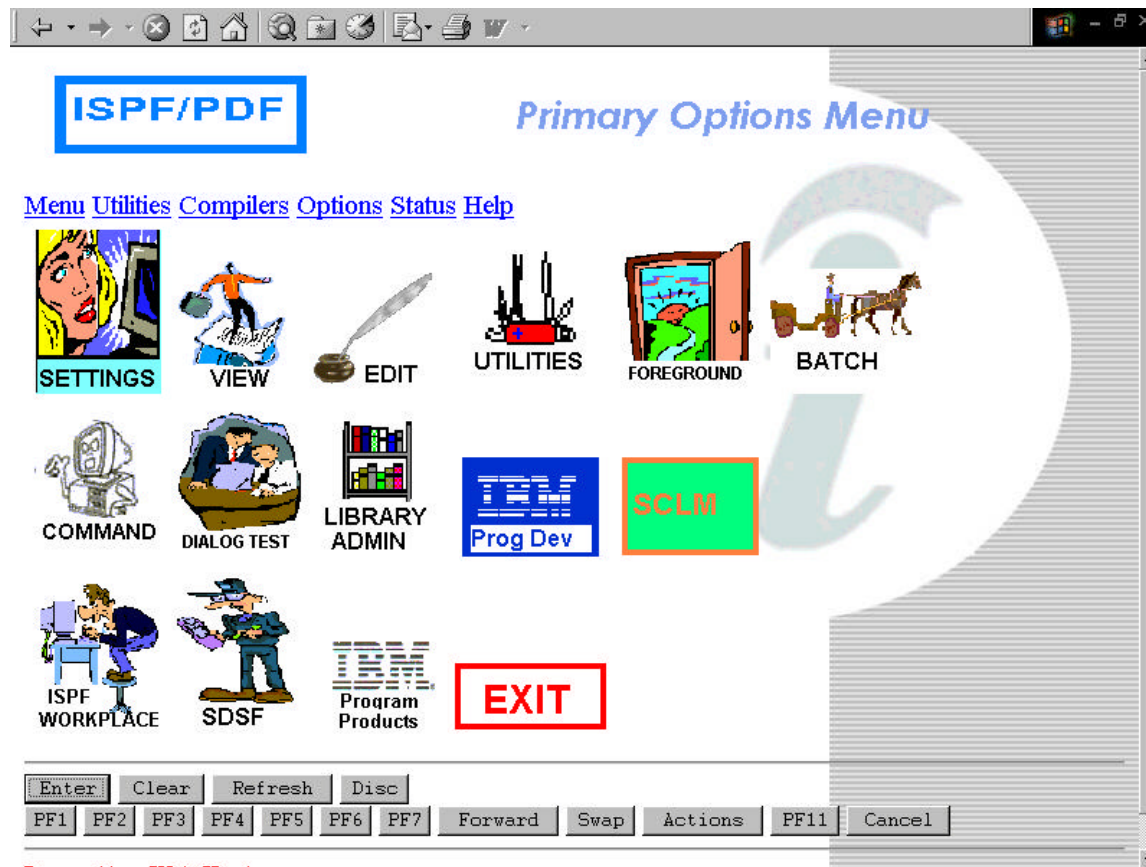 ISPF/PDF
Primary Options Menu
Menu Utilities Compilers Options Status Help
SETTINGS
VIEW
EDIT
UTILITIES
FOREGROUND
BATCH
COMMAND
DIALOG TEST
LIBRARY
ADMIN
IBM
Prog Dev
SCLM
ISPF
WORKPLACE
SDSF
IBM.
Program
Products
EXIT
Enter Clear Refresh Disc
PF1 PF2 PF3 PF4 PF5 PF6 PF7 Forward Swap Actions PF11 Cancel